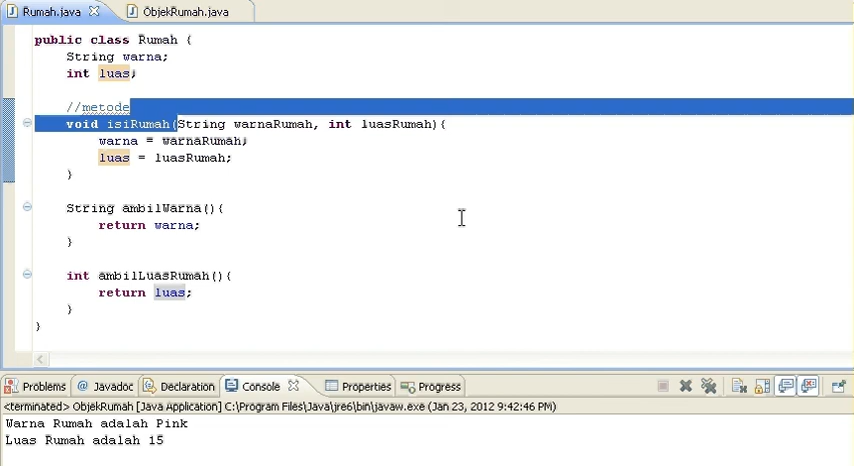 Rumah.java ObjekRumah.java
public class Rumah {
String warna;
int luas;
//metode
void isiRumah(String warnaRumah, int luasRumah){
warna = warnaRumah;
luas = luasRumah;
}
String ambilWarna(){
return warna;
}
int ambilLuasRumah(){
return luas;
}
}
Problems @ Javadoc Declaration Console Properties Progress
<terminated> ObjekRumah [Java Application] C:\Program Files\Java\jre6\bin\javaw.exe (Jan 23, 2012 9:42:46 PM)
Warna Rumah adalah Pink
Luas Rumah adalah 15